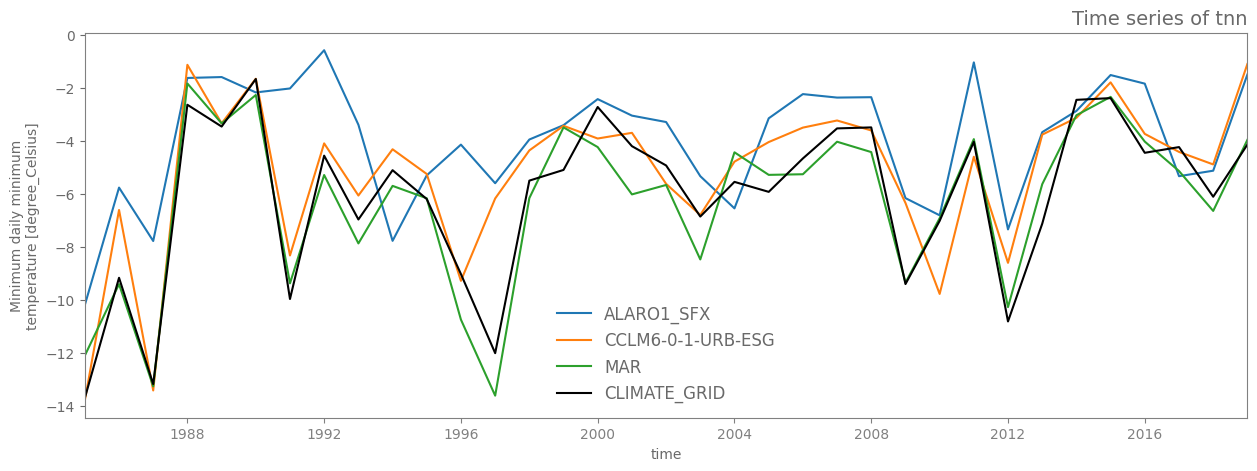 Time series of tnn
Minimum daily minimum
temperature [degree_Celsius]
0
−2
−4
−6
−8
−10
−12
−14
ALARO1_SFX
CCLM6-0-1-URB-ESG
MAR
CLIMATE_GRID
1988 1992 1996 2000 2004 2008 2012 2016
time